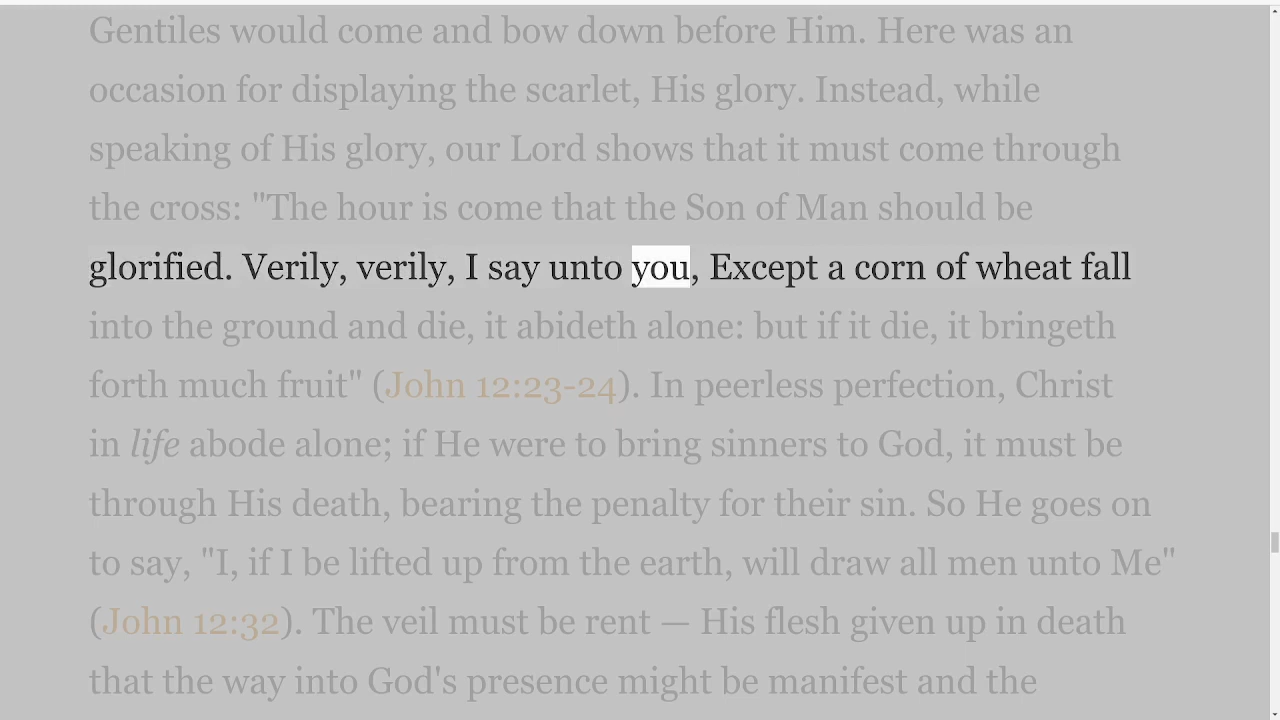 Gentiles would come and bow down before Him. Here was an
occasion for displaying the scarlet, His glory. Instead, while
speaking of His glory, our Lord shows that it must come through
the cross: "The hour is come that the Son of Man should be
glorified. Verily, verily, I say unto you, Except a corn of wheat fall
into the ground and die, it abideth alone: but if it die, it bringeth
forth much fruit" (John 12:23-24). In peerless perfection, Christ
in life abode alone; if He were to bring sinners to God, it must be
through His death, bearing the penalty for their sin. So He goes on
to say, "I, if I be lifted up from the earth, will draw all men unto Me"
(John 12:32). The veil must be rent — His flesh given up in death
that the way into God's presence might be manifest and the